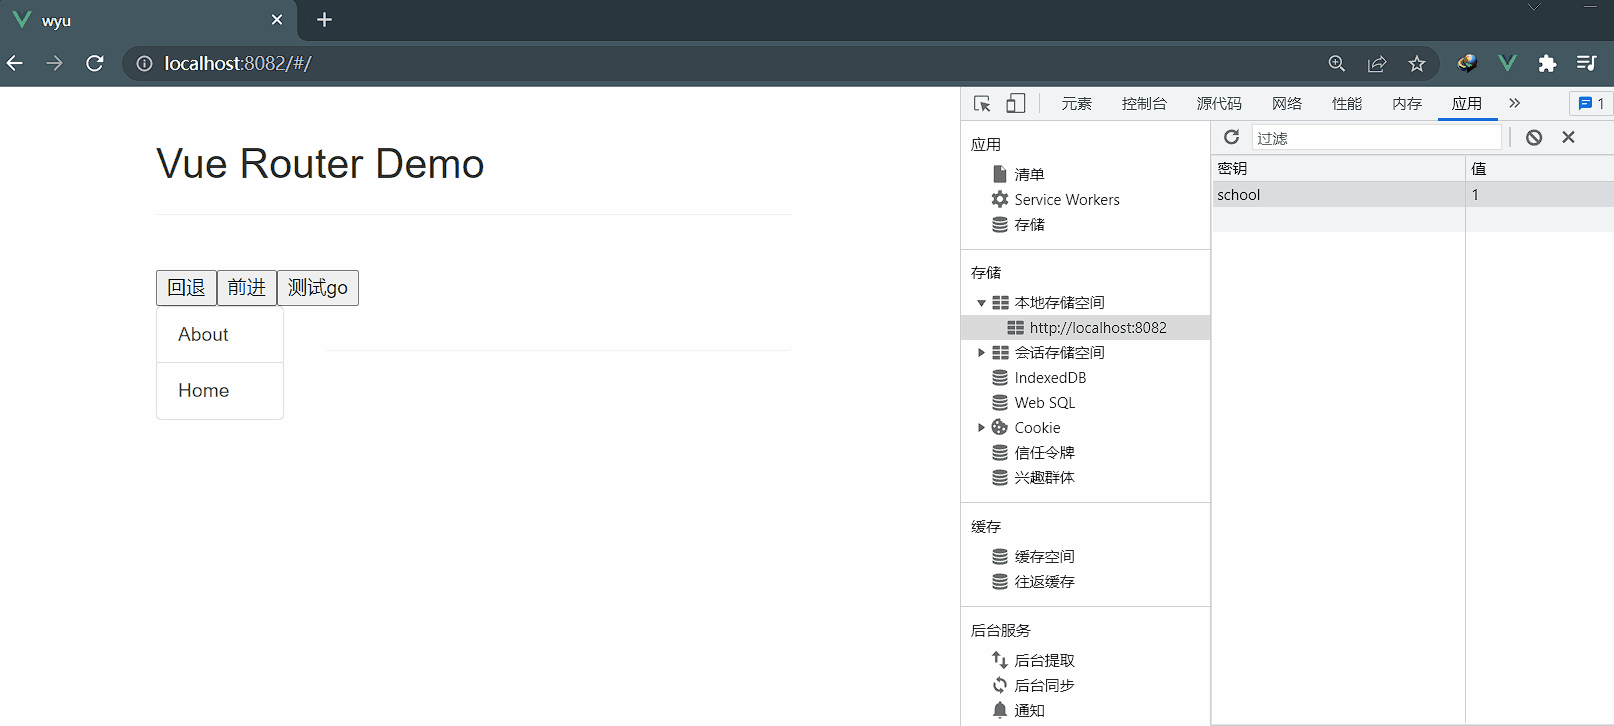 wyu
localhost:8082/#/
Vue Router Demo
回退 前进 测试go
About
Home
元素 控制台 源代码 网络 性能 内存 应用 1
应用
清单
Service Workers
存储
存储
本地存储空间
http://localhost:8082
会话存储空间
IndexedDB
Web SQL
Cookie
信任令牌
兴趣群体
缓存
缓存空间
往返缓存
后台服务
后台提取
后台同步
通知
过滤
密钥 值
school 1